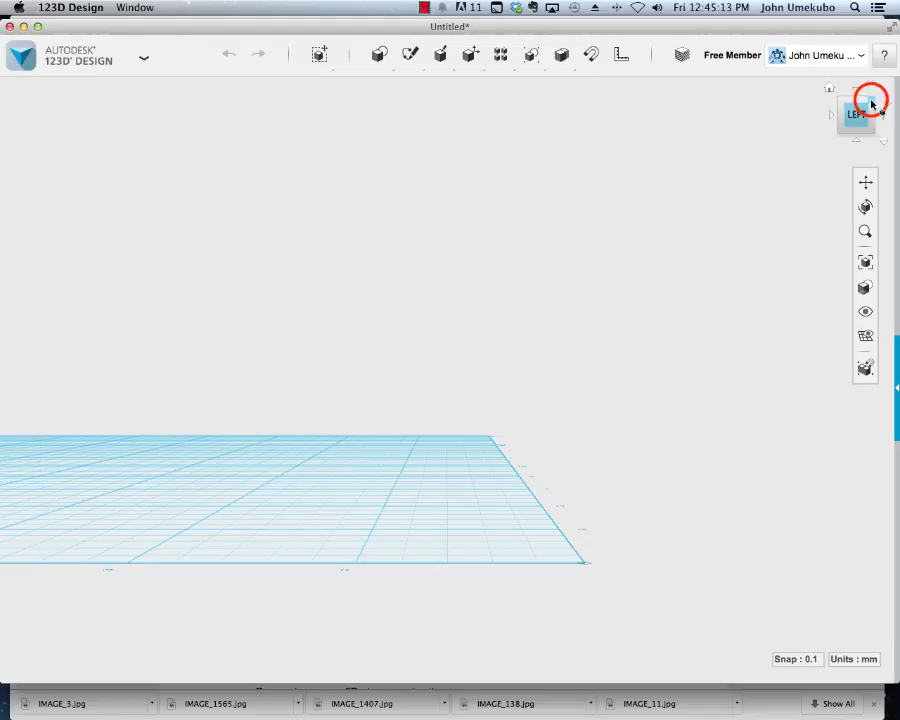 123D Design Window
11
Fri 12:45:13 PM John Umekubo
Untitled*
AUTODESK®
123D® DESIGN
Free Member
John Umeku ...
?
LEFT
Snap : 0.1 Units : mm
IMAGE_3.jpg IMAGE_1565.jpg IMAGE_1407.jpg IMAGE_138.jpg IMAGE_11.jpg Show All